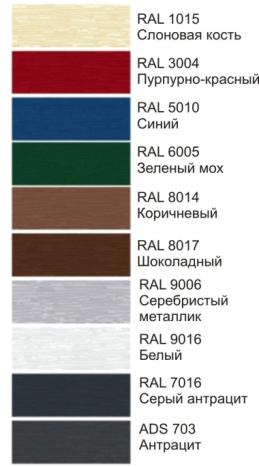 RAL 1015
Слоновая кость
RAL 3004
Пурпурно-красный
RAL 5010
Синий
RAL 6005
Зеленый мох
RAL 8014
Коричневый
RAL 8017
Шоколадный
RAL 9006
Серебристый
металлик
RAL 9016
Белый
RAL 7016
Серый антрацит
ADS 703
Антрацит